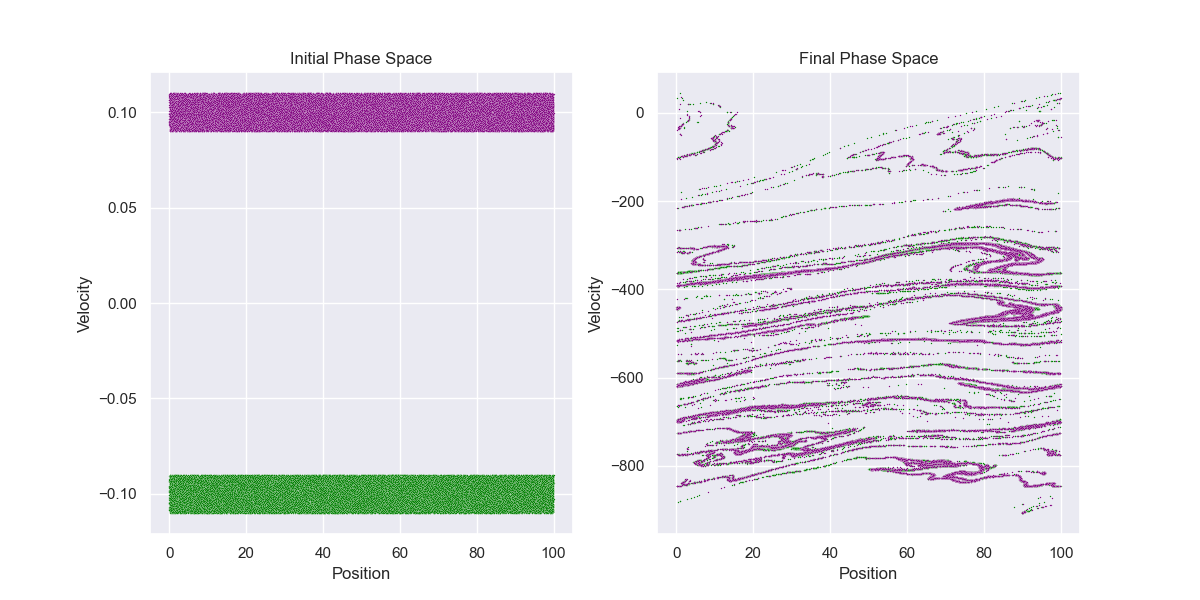 Initial Phase Space
Velocity
0.10
0.05
0.00
−0.05
−0.10
0 20 40 60 80 100
Position
Final Phase Space
Velocity
0
−200
−400
−600
−800
0 20 40 60 80 100
Position